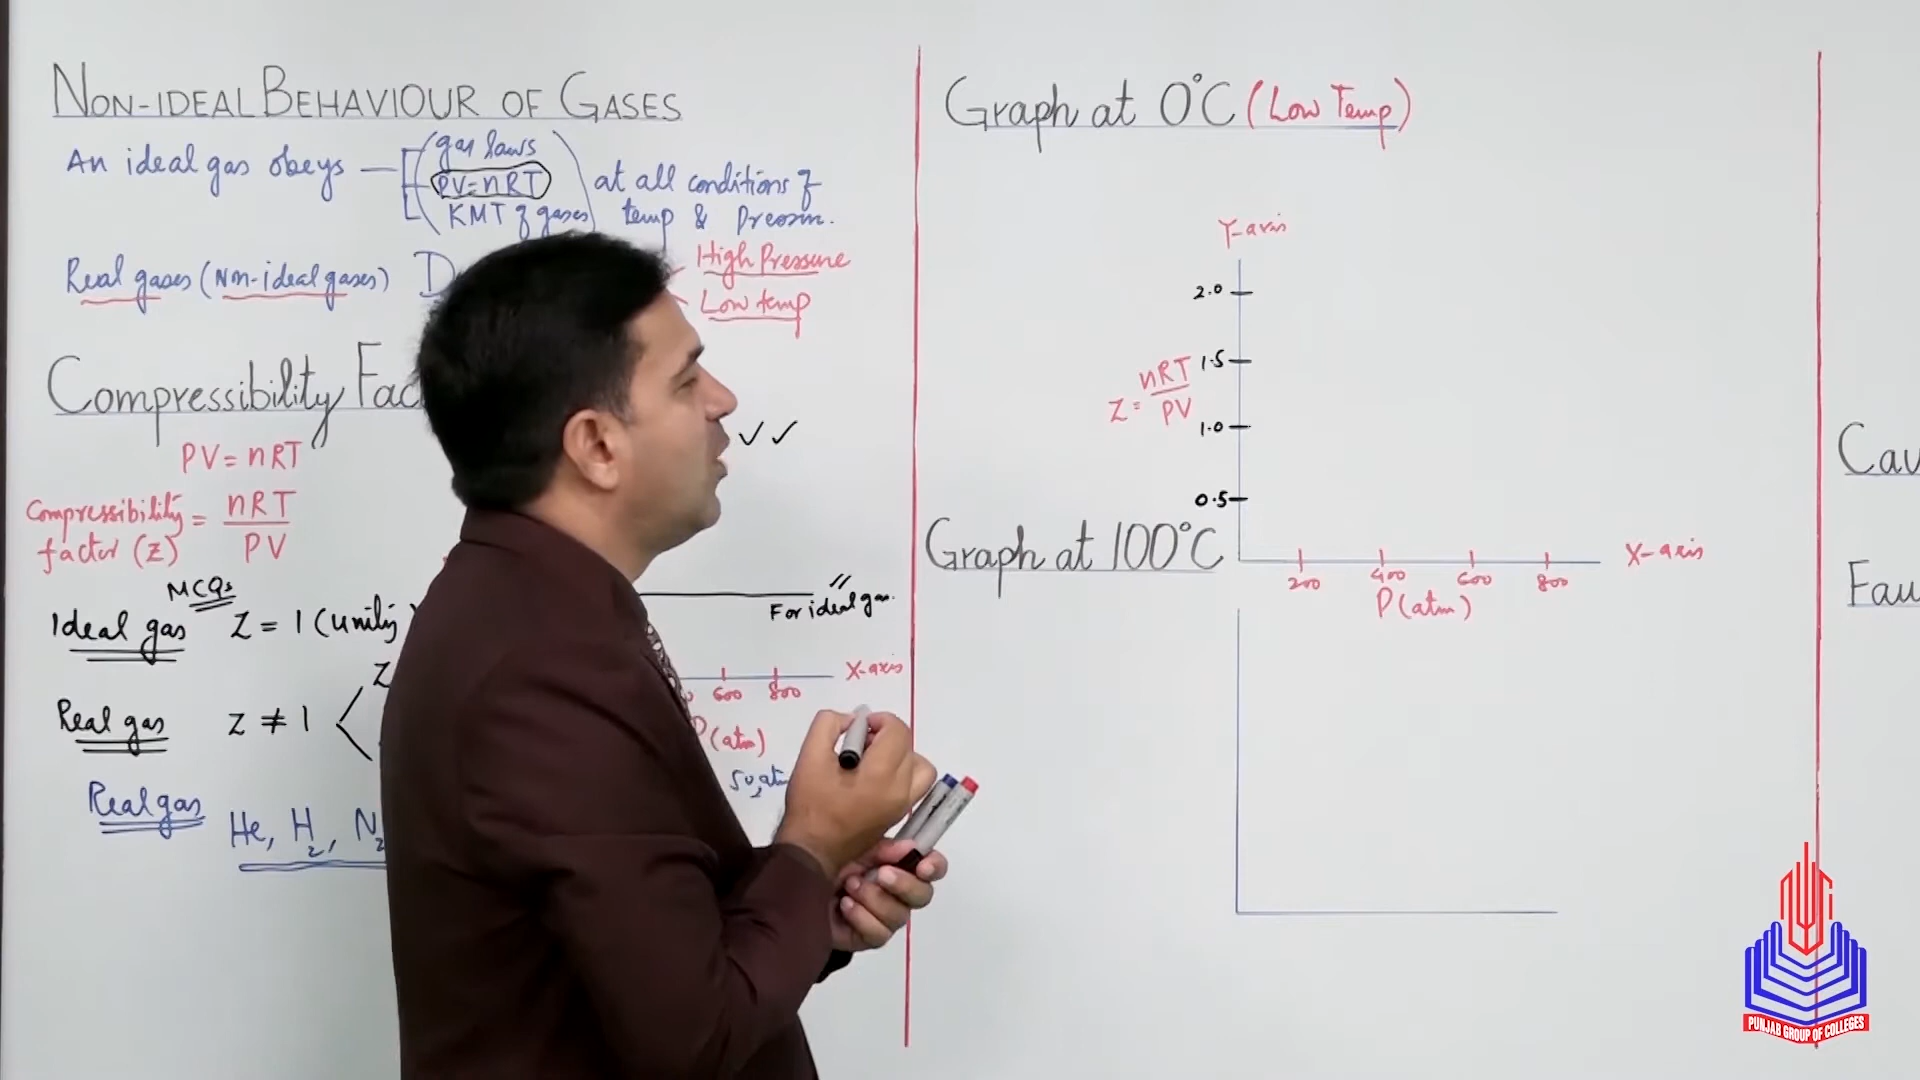 NON-IDEAL BEHAVIOUR OF GASES
An ideal gas obeys
gas laws
PV=nRT
KMT of gases
at all conditions of
temp & Pressure.
Real gases (Non-ideal gases) D
High Pressure
Low temp
Compressibility Fac
PV = nRT
Compressibility factor (Z) = nRT / PV
MCQs
Ideal gas Z = 1 (unity)
Z
Real gas Z ≠ 1
Real gas He, H₂, N₂
For ideal gas.
X-axis
600 800
P(atm)
Graph at 0°C (Low Temp)
Y-axis
2.0
1.5
Z = nRT / PV
1.0
0.5
X-axis
200 400 600 800
P(atm)
Graph at 100°C
Cau
Fau
PUNJAB GROUP OF COLLEGES